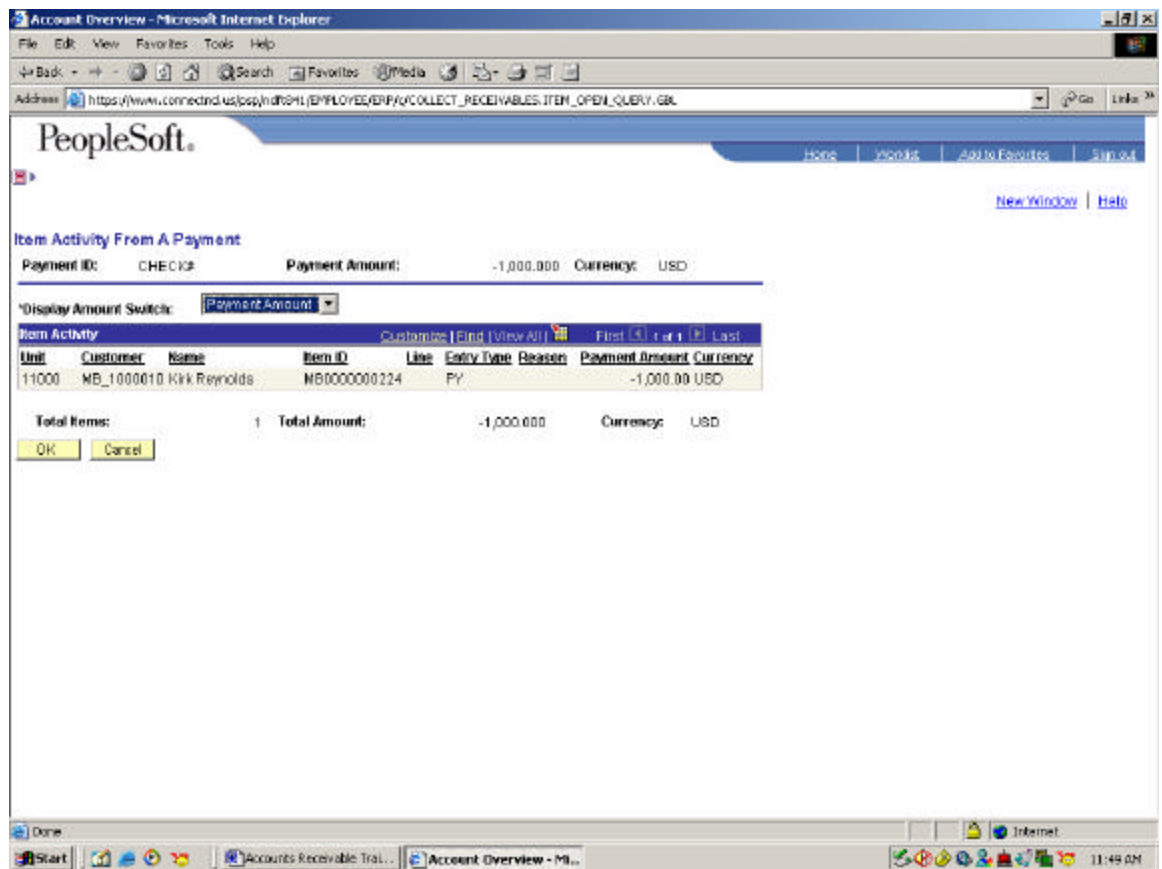 Account Overview - Microsoft Internet Explorer
File Edit View Favorites Tools Help
Back Search Favorites Media
Address https://www.connectnd.us/psp/ndft841/EMPLOYEE/ERP/c/COLLECT_RECEIVABLES.ITEM_OPEN_QUERY.GBL Go Links »
PeopleSoft.
Home Worklist Add to Favorites Sign out
New Window | Help
Item Activity From A Payment
Payment ID: CHECK# Payment Amount: -1,000.000 Currency: USD
*Display Amount Switch: Payment Amount
Item Activity Customize | Find | View All | First 1 of 1 Last
Unit Customer Name Item ID Line Entry Type Reason Payment Amount Currency
11000 MB_1000010 Kirk Reynolds MB0000000224 PY -1,000.00 USD
Total Items: 1 Total Amount: -1,000.000 Currency: USD
OK Cancel
Done Internet
Start Accounts Receivable Trai... Account Overview - Mi... 11:49 AM